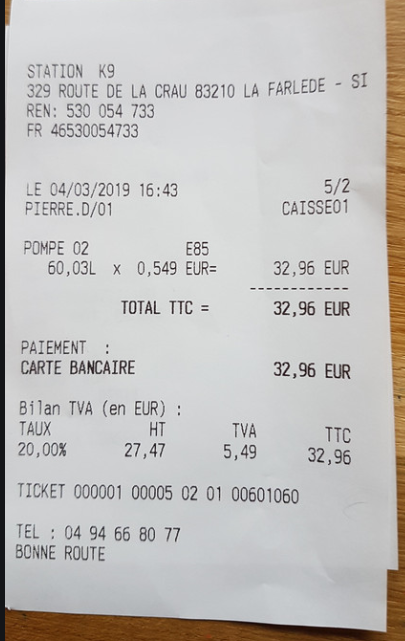 STATION K9
329 ROUTE DE LA CRAU 83210 LA FARLEDE - SI
REN: 530 054 733
FR 46530054733
LE 04/03/2019 16:43 5/2
PIERRE.D/01 CAISSE01
POMPE 02 E85
60,03L x 0,549 EUR= 32,96 EUR
-------------
TOTAL TTC = 32,96 EUR
PAIEMENT :
CARTE BANCAIRE 32,96 EUR
Bilan TVA (en EUR) :
TAUX HT TVA TTC
20,00% 27,47 5,49 32,96
TICKET 000001 00005 02 01 00601060
TEL : 04 94 66 80 77
BONNE ROUTE